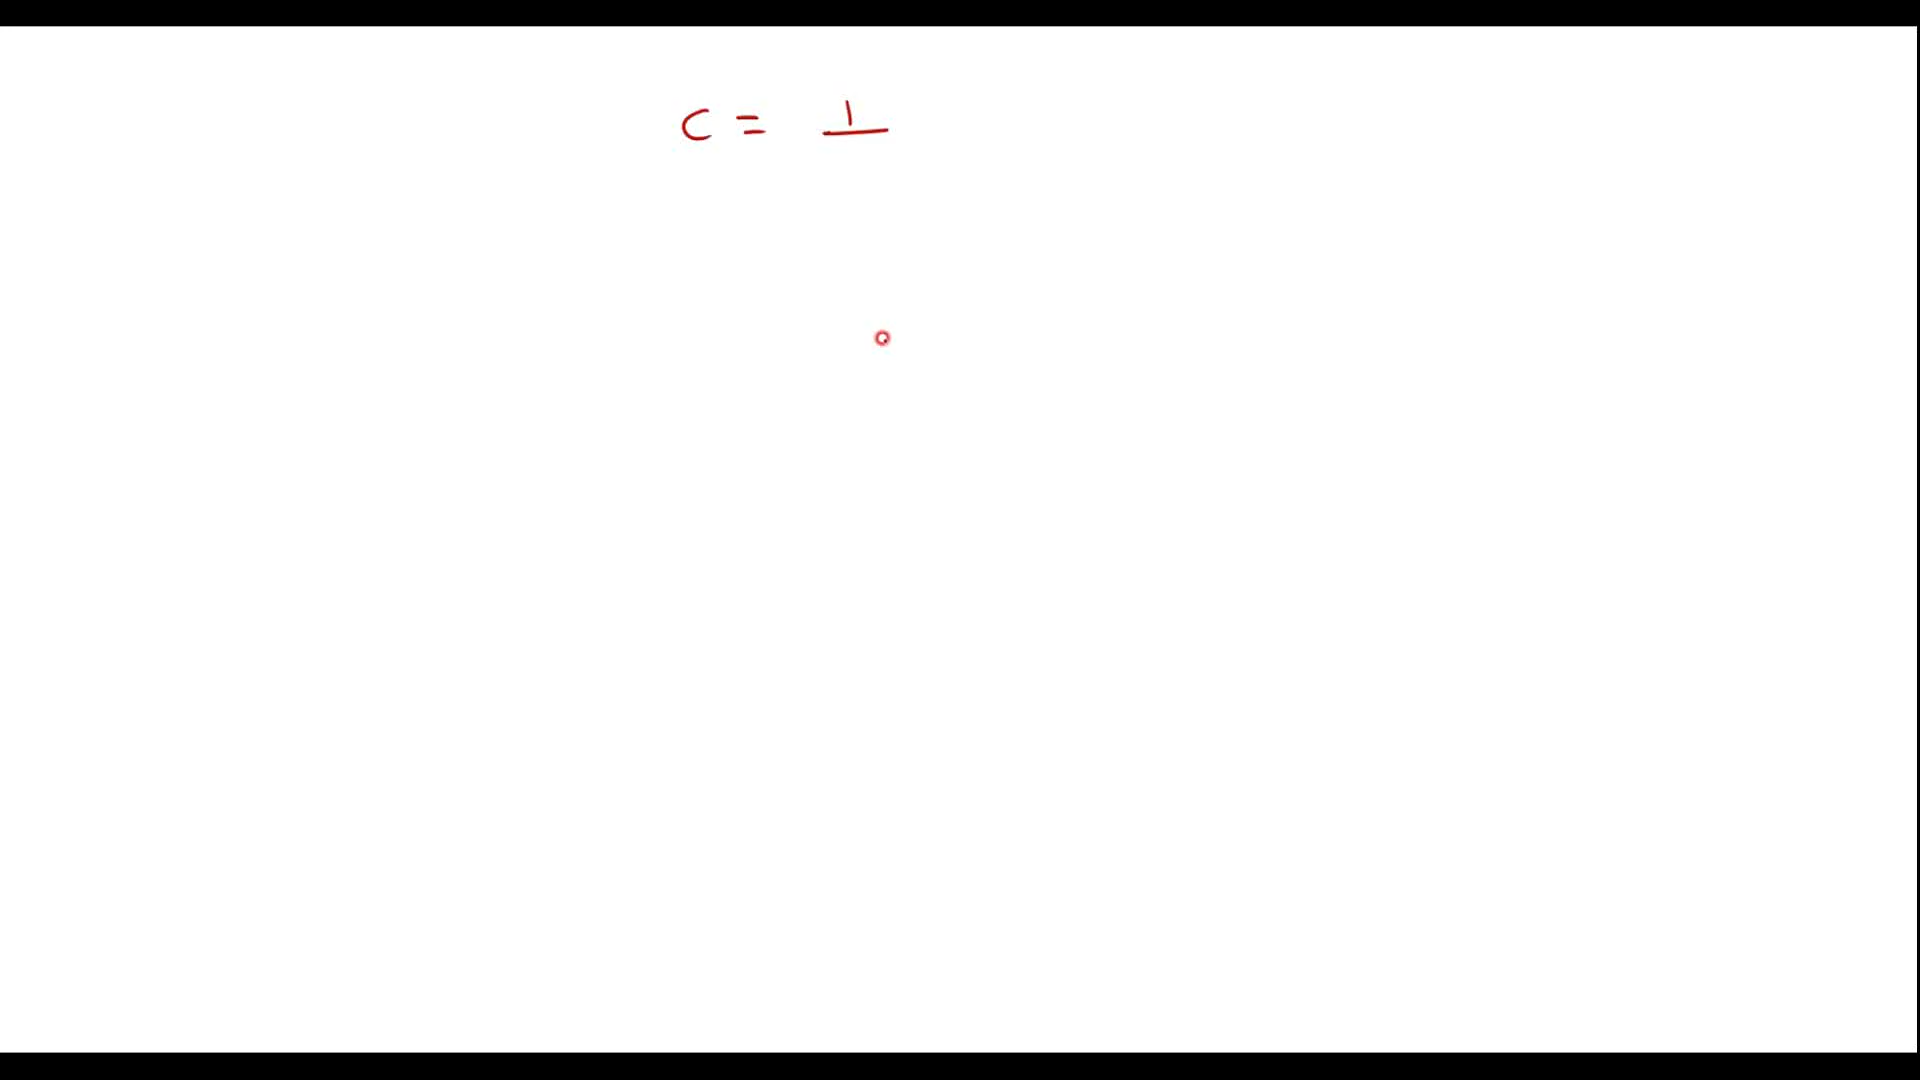 C = 1/